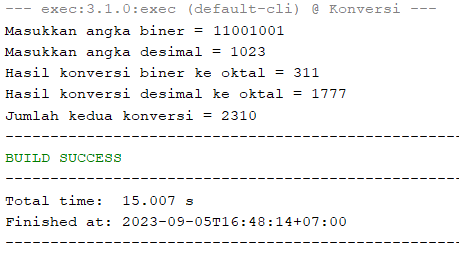 --- exec:3.1.0:exec (default-cli) @ Konversi ---
Masukkan angka biner = 11001001
Masukkan angka desimal = 1023
Hasil konversi biner ke oktal = 311
Hasil konversi desimal ke oktal = 1777
Jumlah kedua konversi = 2310
------------------------------------------------
BUILD SUCCESS
------------------------------------------------
Total time:  15.007 s
Finished at: 2023-09-05T16:48:14+07:00
------------------------------------------------